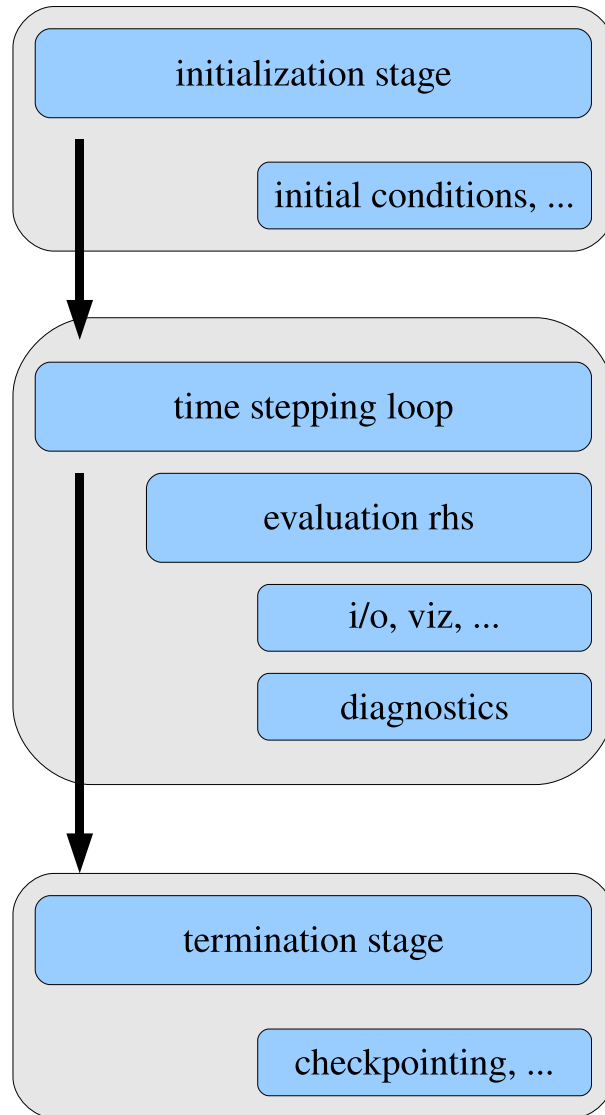 initialization stage
initial conditions, ...
time stepping loop
evaluation rhs
i/o, viz, ...
diagnostics
termination stage
checkpointing, ...